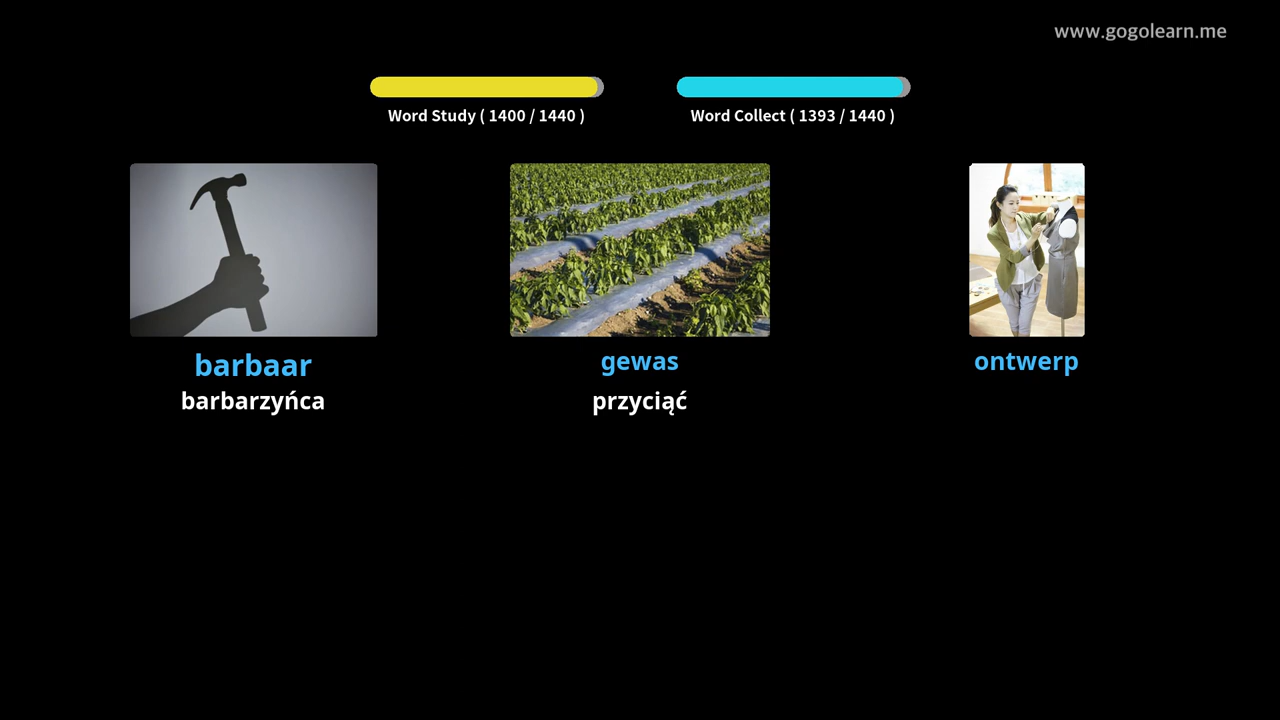 www.gogolearn.me
Word Study ( 1400 / 1440 )
Word Collect ( 1393 / 1440 )
barbaar
barbarzyńca
gewas
przyciąć
ontwerp